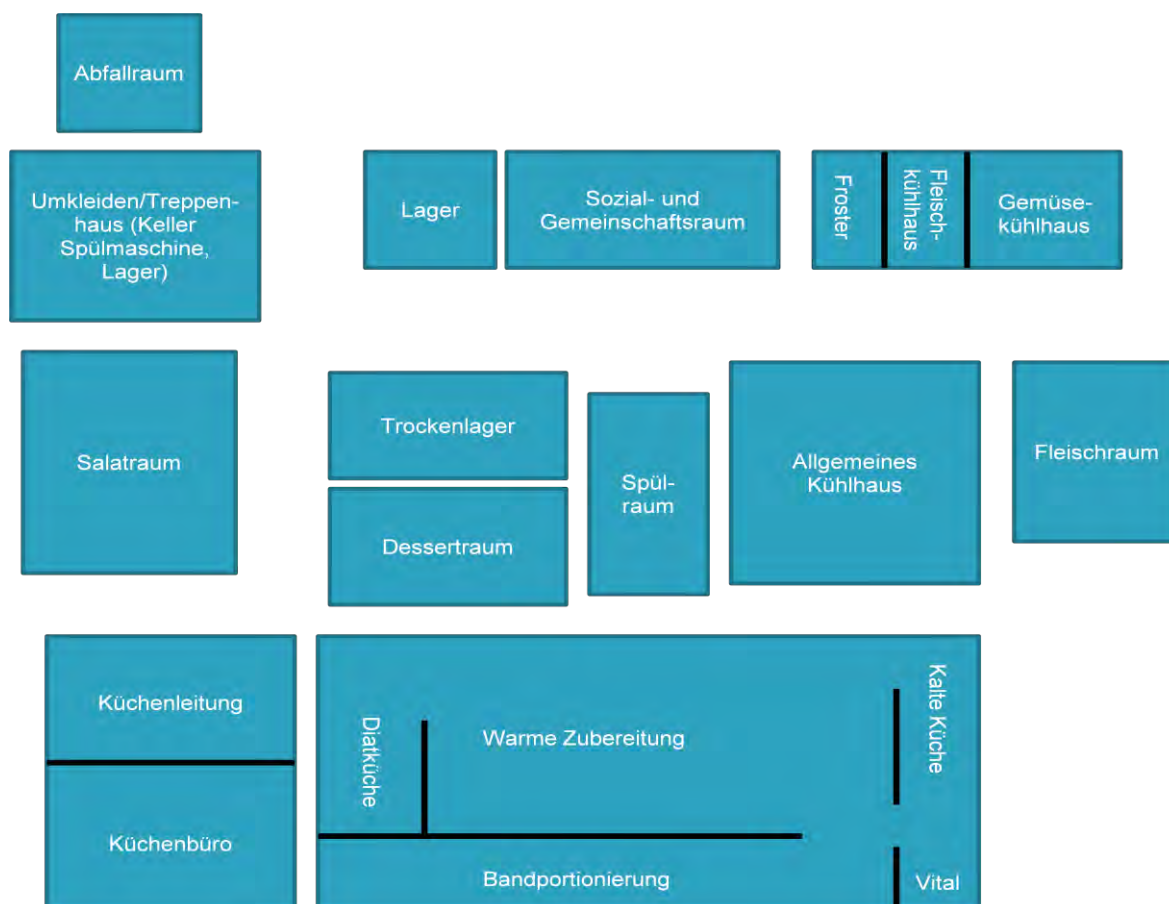 Abfallraum
Umkleiden/Treppen-
haus (Keller
Spülmaschine,
Lager)
Lager
Sozial- und
Gemeinschaftsraum
Froster
Fleisch-
kühlhaus
Gemüse-
kühlhaus
Salatraum
Trockenlager
Dessertraum
Spül-
raum
Allgemeines
Kühlhaus
Fleischraum
Küchenleitung
Küchenbüro
Diatküche
Warme Zubereitung
Kalte Küche
Bandportionierung
Vital